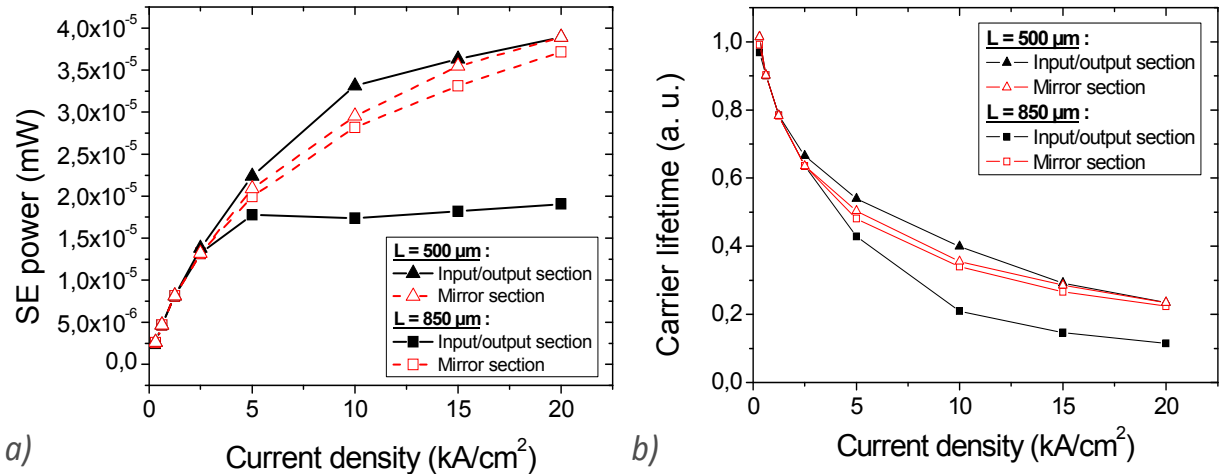 4,0x10⁻⁵
3,5x10⁻⁵
3,0x10⁻⁵
2,5x10⁻⁵
2,0x10⁻⁵
1,5x10⁻⁵
1,0x10⁻⁵
5,0x10⁻⁶
0,0
SE power (mW)
L = 500 µm :
Input/output section
Mirror section
L = 850 µm :
Input/output section
Mirror section
0 5 10 15 20
Current density (kA/cm²)
a)
1,0
0,8
0,6
0,4
0,2
0,0
Carrier lifetime (a. u.)
L = 500 µm :
Input/output section
Mirror section
L = 850 µm :
Input/output section
Mirror section
0 5 10 15 20
Current density (kA/cm²)
b)